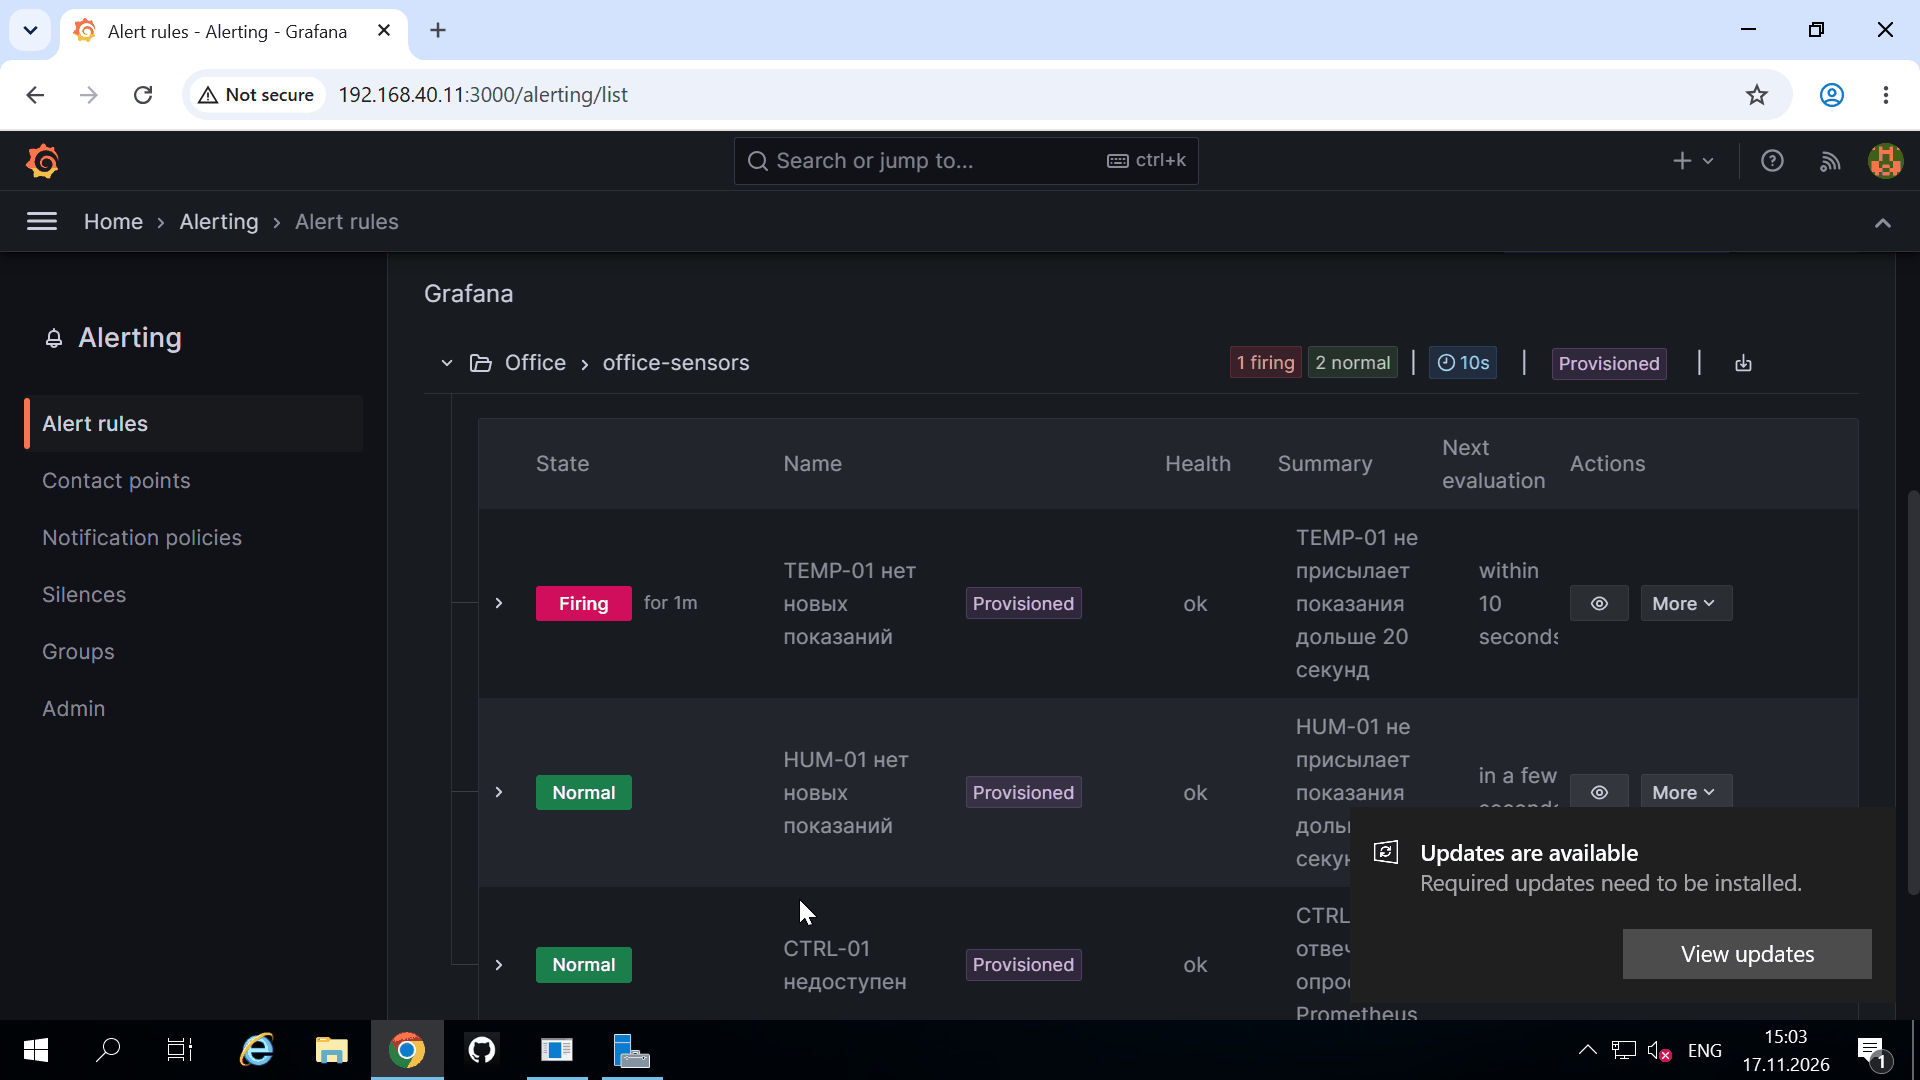 Alert rules - Alerting - Grafana
Not secure
192.168.40.11:3000/alerting/list
Search or jump to...
ctrl+k
Home › Alerting › Alert rules
Grafana
Alerting
Office › office-sensors
1 firing
2 normal
10s
Provisioned
Alert rules
Contact points
Notification policies
Silences
Groups
Admin
State
Name
Health
Summary
Next
evaluation
Actions
Firing
for 1m
TEMP-01 нет
новых
показаний
Provisioned
ok
TEMP-01 не
присылает
показания
дольше 20
секунд
within
10
seconds
More
Normal
HUM-01 нет
новых
показаний
Provisioned
ok
HUM-01 не
присылает
показания
in a few
More
Normal
CTRL-01
недоступен
Provisioned
ok
CTRL
Prometheus
Updates are available
Required updates need to be installed.
View updates
ENG
15:03
17.11.2026
1